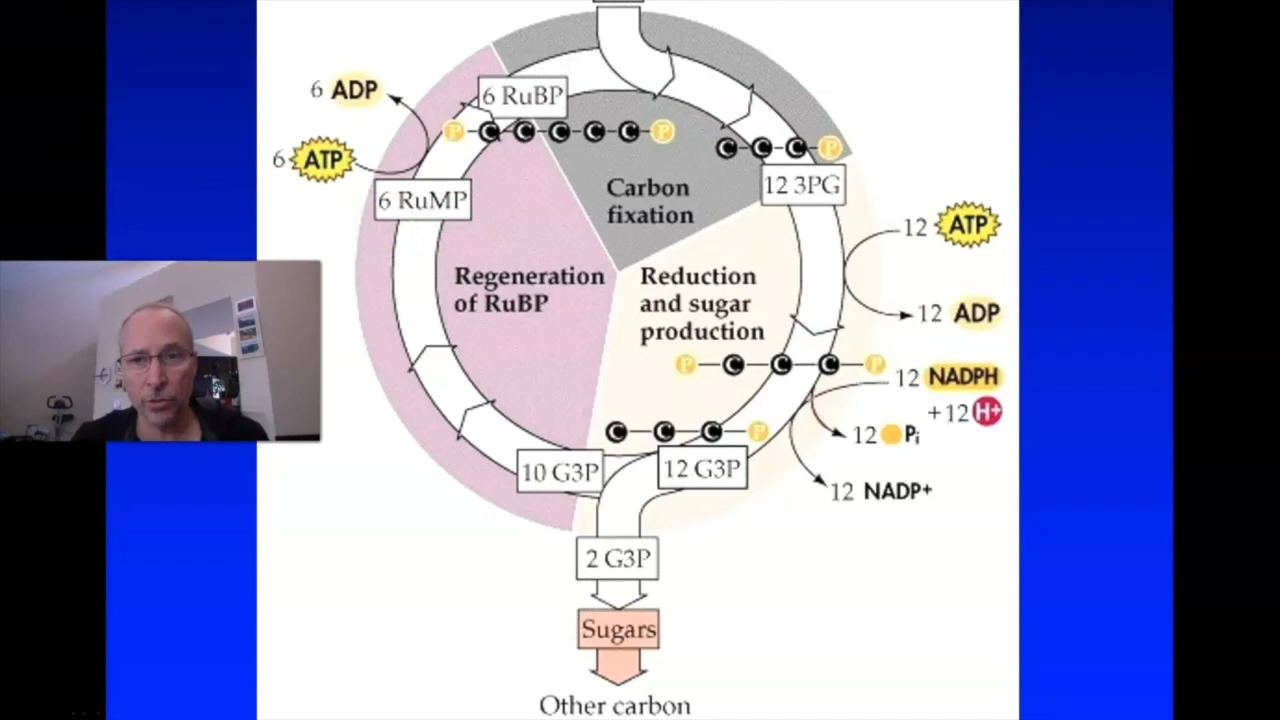 6 ADP
6 RuBP
P C C C C C P
C C C P
6 ATP
6 RuMP
12 3PG
Carbon
fixation
12 ATP
Regeneration
of RuBP
Reduction
and sugar
production
12 ADP
P C C C P
12 NADPH
+ 12 H+
C C C P
12 Pi
10 G3P
12 G3P
12 NADP+
2 G3P
Sugars
Other carbon